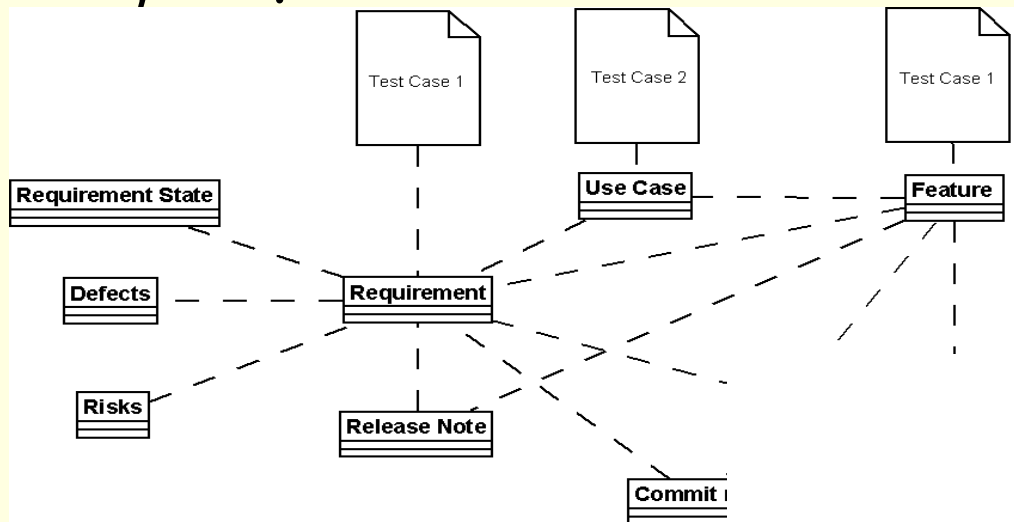 Test Case 1
Test Case 2
Test Case 1
Requirement State
Use Case
Feature
Defects
Requirement
Risks
Release Note
Commit